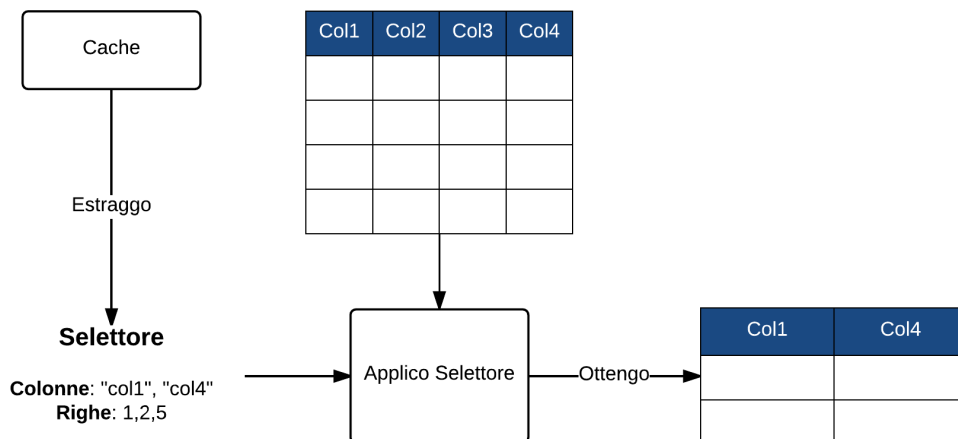 Cache
Col1 Col2 Col3 Col4
Estraggo
Selettore
Colonne: "col1", "col4"
Righe: 1,2,5
Applico Selettore
Ottengo
Col1 Col4